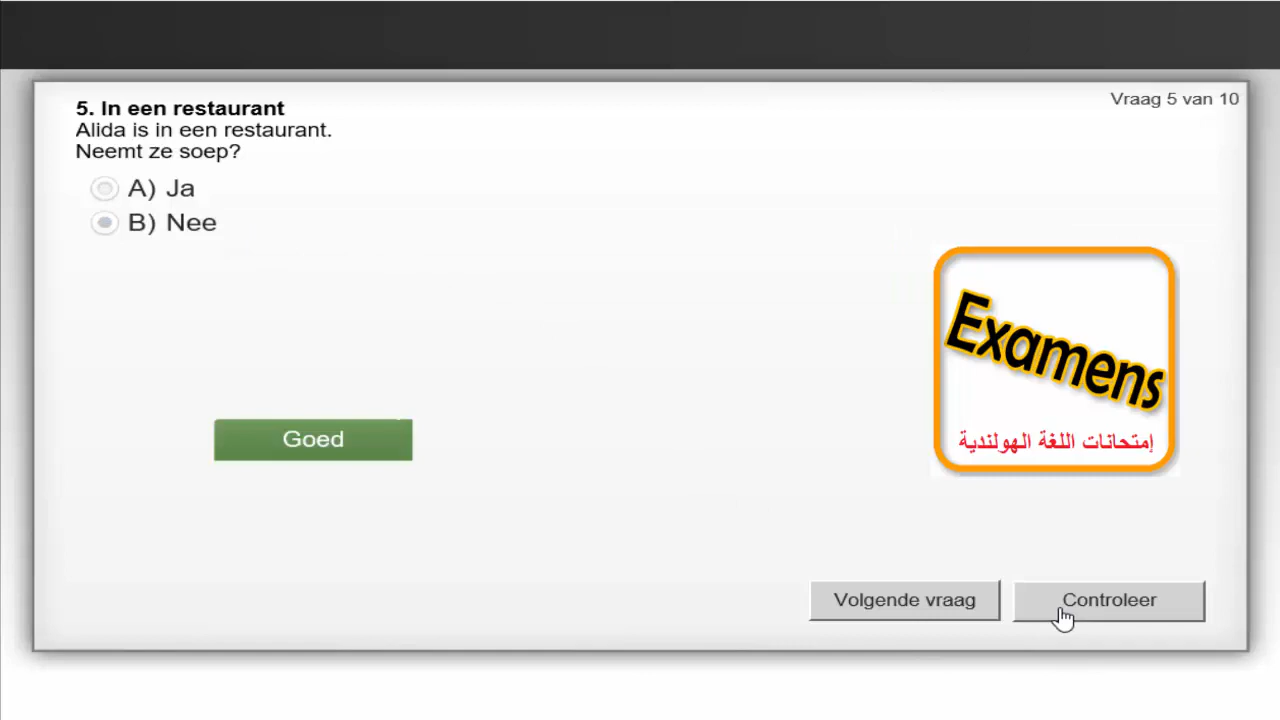 5. In een restaurant
Vraag 5 van 10
Alida is in een restaurant.
Neemt ze soep?
A) Ja
B) Nee
Examens
إمتحانات اللغة الهولندية
Goed
Volgende vraag
Controleer